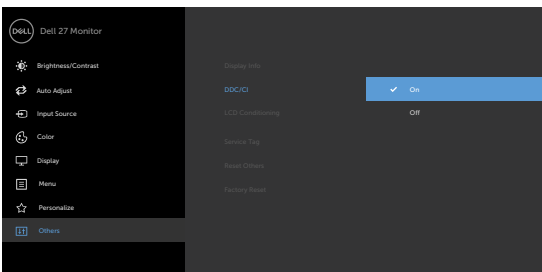 DELL Dell 27 Monitor
Brightness/Contrast
Auto Adjust
Input Source
Color
Display
Menu
Personalize
Others
Display Info
DDC/CI
LCD Conditioning
Service Tag
Reset Others
Factory Reset
On
Off